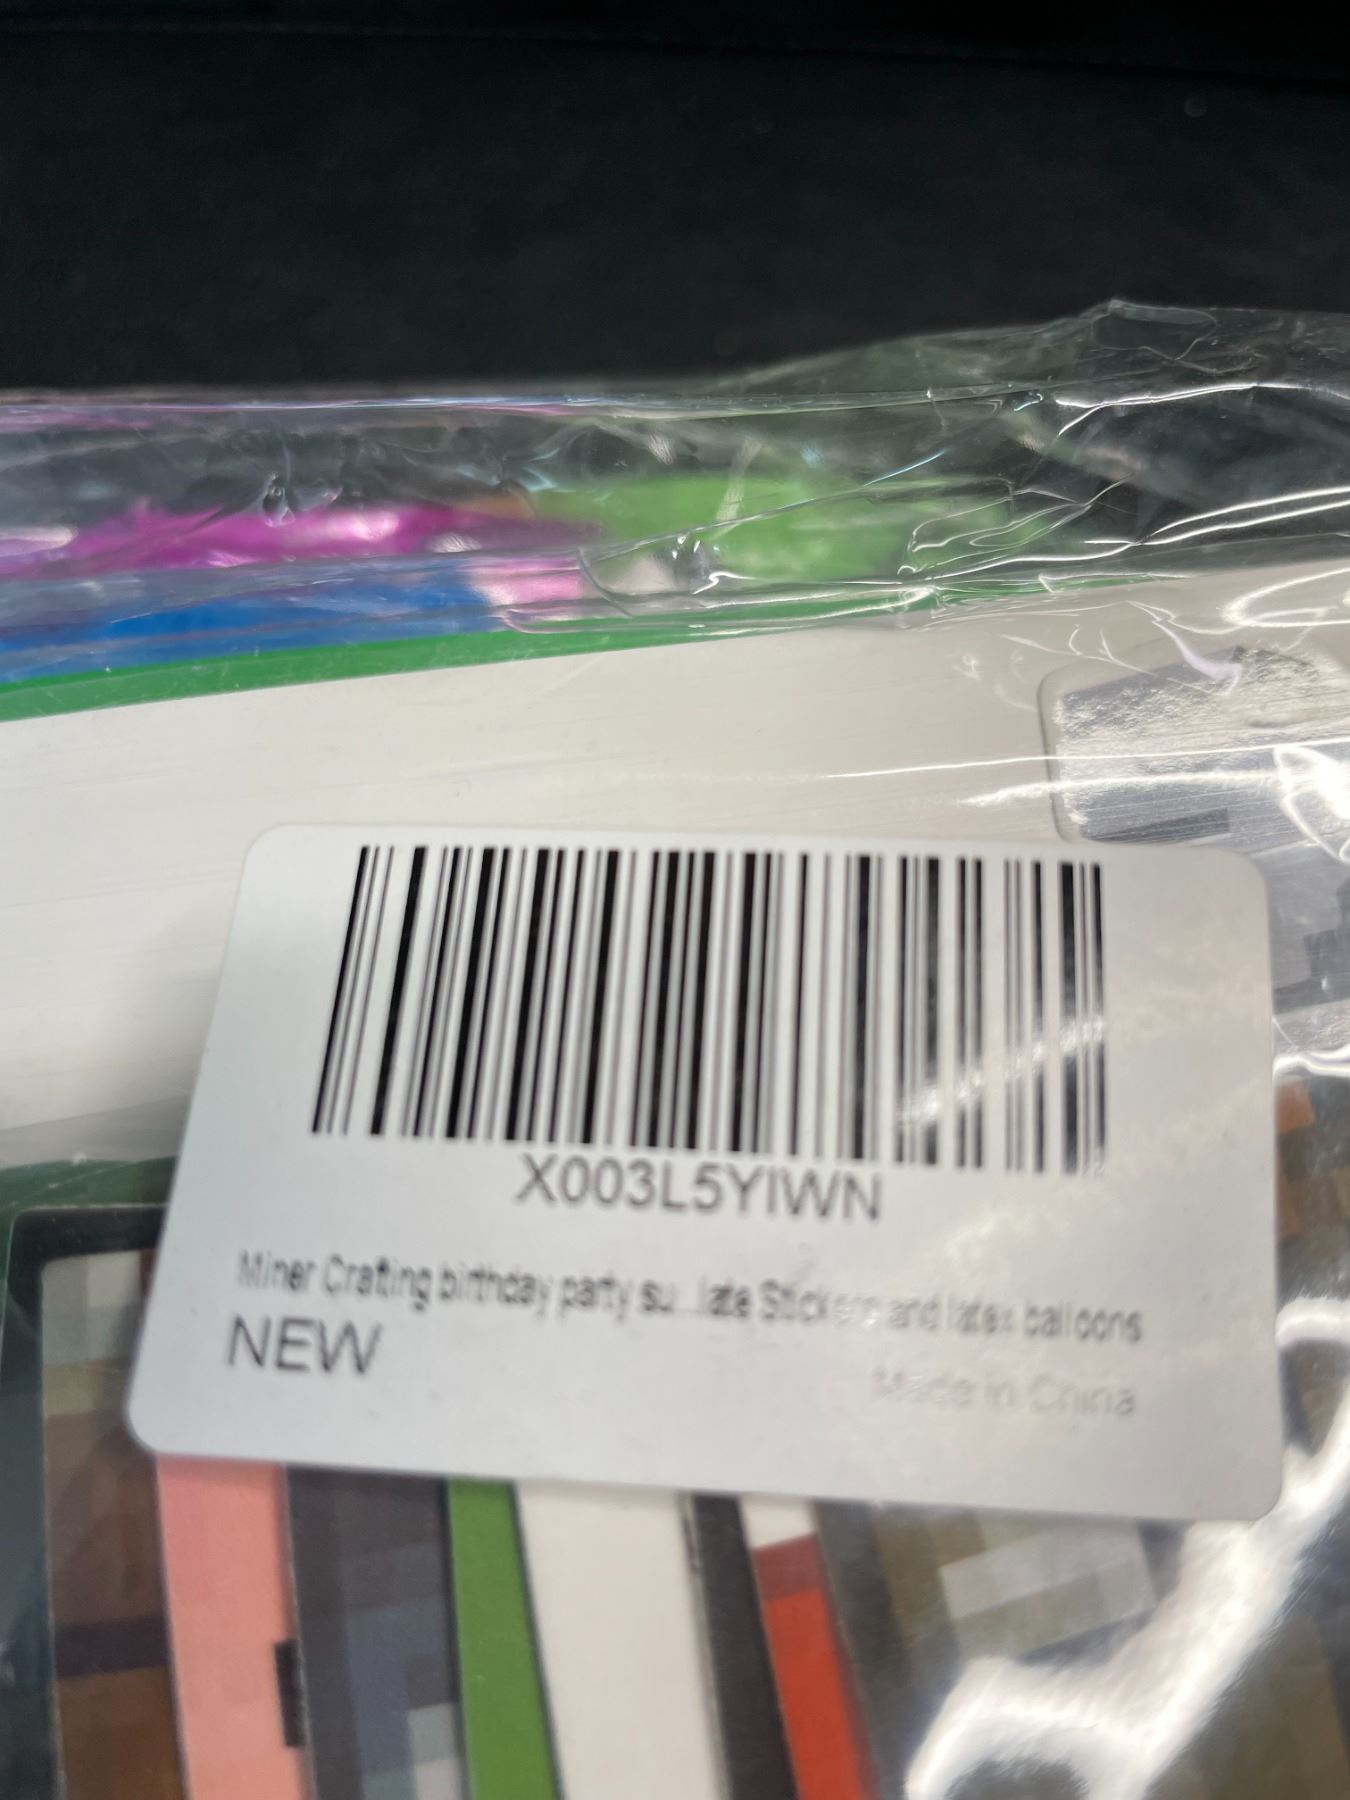 X003L5YIWN
Miner Crafting birthday party su...late Stickers and latex balloons
NEW
Made in China